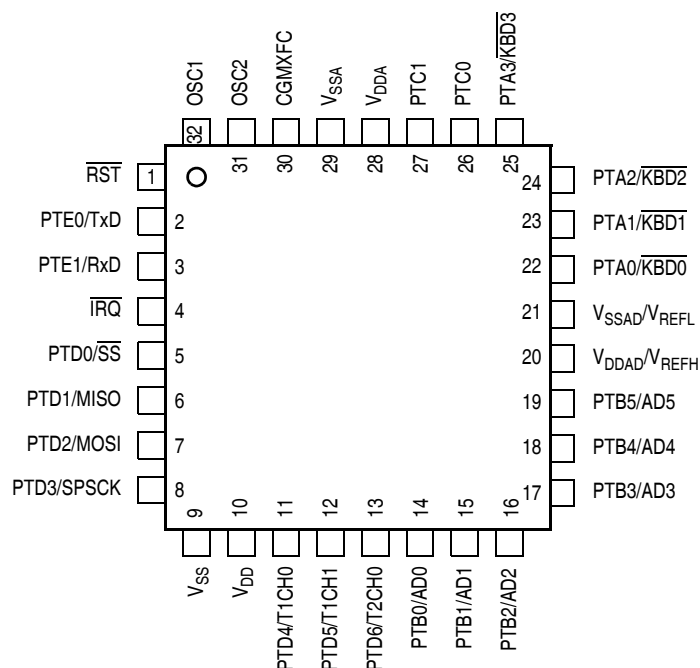 OSC1
OSC2
CGMXFC
VSSA
VDDA
PTC1
PTC0
PTA3/KBD3
32
31
30
29
28
27
26
25
RST
1
PTE0/TxD
2
PTE1/RxD
3
IRQ
4
PTD0/SS
5
PTD1/MISO
6
PTD2/MOSI
7
PTD3/SPSCK
8
24
PTA2/KBD2
23
PTA1/KBD1
22
PTA0/KBD0
21
VSSAD/VREFL
20
VDDAD/VREFH
19
PTB5/AD5
18
PTB4/AD4
17
PTB3/AD3
9
10
11
12
13
14
15
16
VSS
VDD
PTD4/T1CH0
PTD5/T1CH1
PTD6/T2CH0
PTB0/AD0
PTB1/AD1
PTB2/AD2